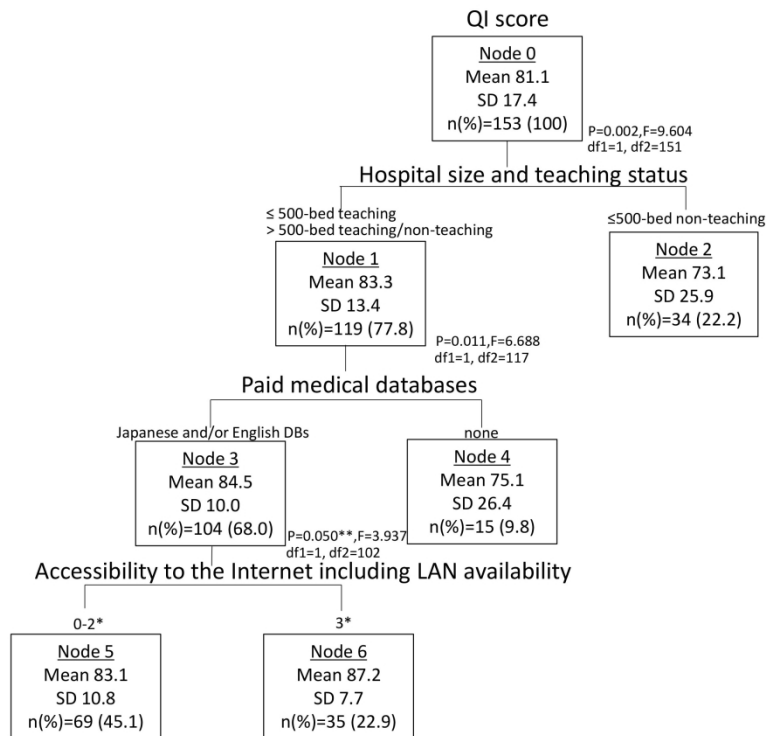 QI score
Node 0
Mean 81.1
SD 17.4
n(%)=153 (100)
P=0.002,F=9.604
df1=1, df2=151
Hospital size and teaching status
≤ 500-bed teaching
> 500-bed teaching/non-teaching
≤500-bed non-teaching
Node 1
Mean 83.3
SD 13.4
n(%)=119 (77.8)
Node 2
Mean 73.1
SD 25.9
n(%)=34 (22.2)
P=0.011,F=6.688
df1=1, df2=117
Paid medical databases
Japanese and/or English DBs
none
Node 3
Mean 84.5
SD 10.0
n(%)=104 (68.0)
Node 4
Mean 75.1
SD 26.4
n(%)=15 (9.8)
P=0.050**,F=3.937
df1=1, df2=102
Accessibility to the Internet including LAN availability
0-2*
3*
Node 5
Mean 83.1
SD 10.8
n(%)=69 (45.1)
Node 6
Mean 87.2
SD 7.7
n(%)=35 (22.9)